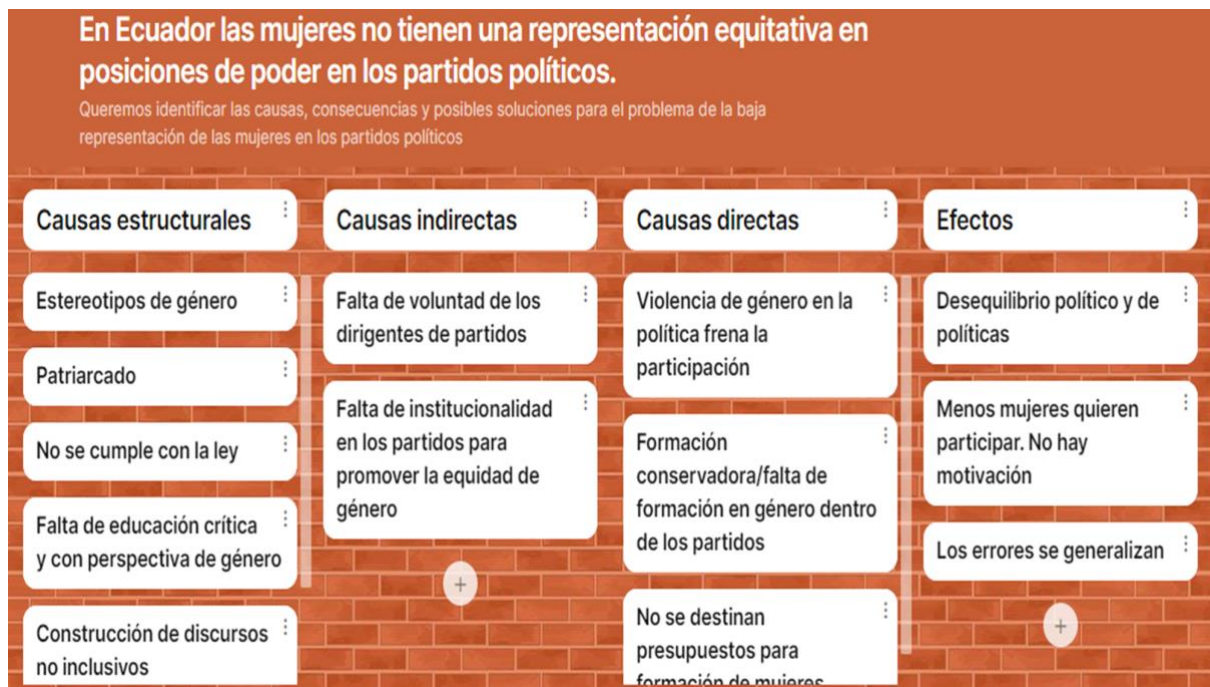 En Ecuador las mujeres no tienen una representación equitativa en
posiciones de poder en los partidos políticos.
Queremos identificar las causas, consecuencias y posibles soluciones para el problema de la baja
representación de las mujeres en los partidos políticos
Causas estructurales
Estereotipos de género
Patriarcado
No se cumple con la ley
Falta de educación crítica
y con perspectiva de género
Construcción de discursos
no inclusivos
Causas indirectas
Falta de voluntad de los
dirigentes de partidos
Falta de institucionalidad
en los partidos para
promover la equidad de
género
Causas directas
Violencia de género en la
política frena la
participación
Formación
conservadora/falta de
formación en género dentro
de los partidos
No se destinan
presupuestos para
formación de mujeres
Efectos
Desequilibrio político y de
políticas
Menos mujeres quieren
participar. No hay
motivación
Los errores se generalizan